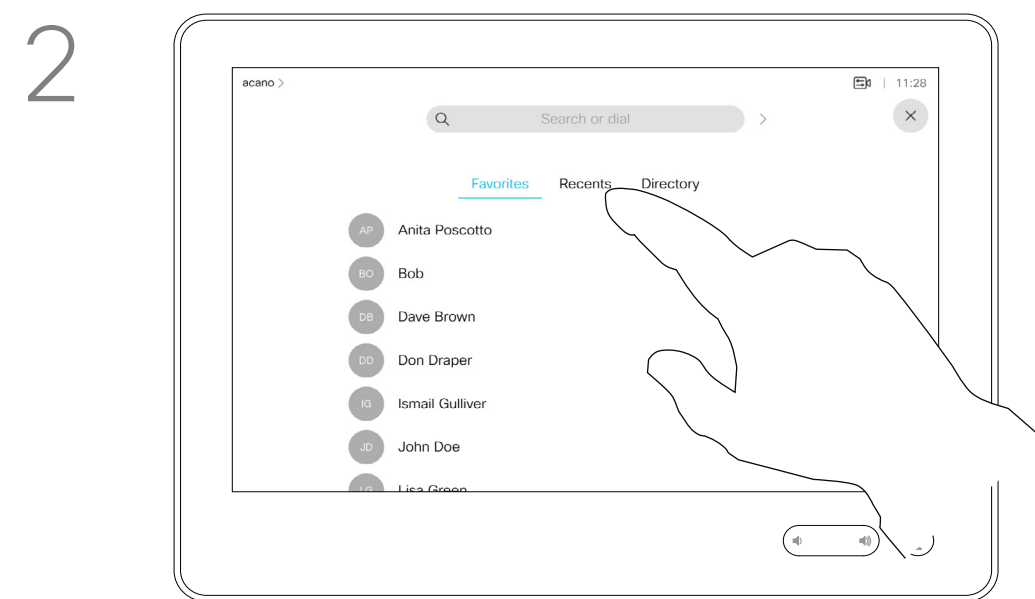 2
acano >
11:28
Search or dial
Favorites Recents Directory
AP Anita Poscotto
BO Bob
DB Dave Brown
DD Don Draper
IG Ismail Gulliver
JD John Doe
LG Lisa Green